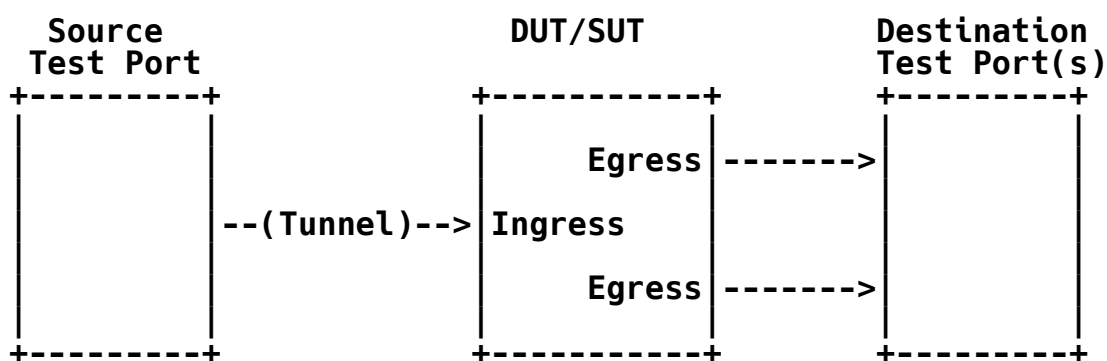 Source DUT/SUT Destination
Test Port Test Port(s)
+---------+ +-----------+ +---------+
| | | | | |
| | | Egress|------->| |
| | | | | |
| |--(Tunnel)-->|Ingress | | |
| | | | | |
| | | Egress|------->| |
| | | | | |
+---------+ +-----------+ +---------+